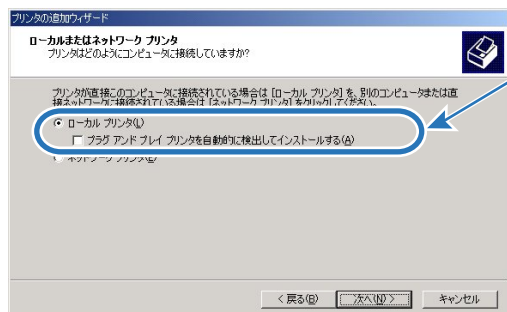 プリンタの追加ウィザード
ローカルまたはネットワーク プリンタ
プリンタはどのようにコンピュータに接続していますか?
プリンタが直接このコンピュータに接続されている場合は [ローカル プリンタ] を、別のコンピュータまたは直
接ネットワークに接続されている場合は [ネットワーク プリンタ] をクリックしてください。
ローカル プリンタ(L)
プラグ アンド プレイ プリンタを自動的に検出してインストールする(A)
ネットワーク プリンタ(E)
< 戻る(B)
次へ(N) >
キャンセル